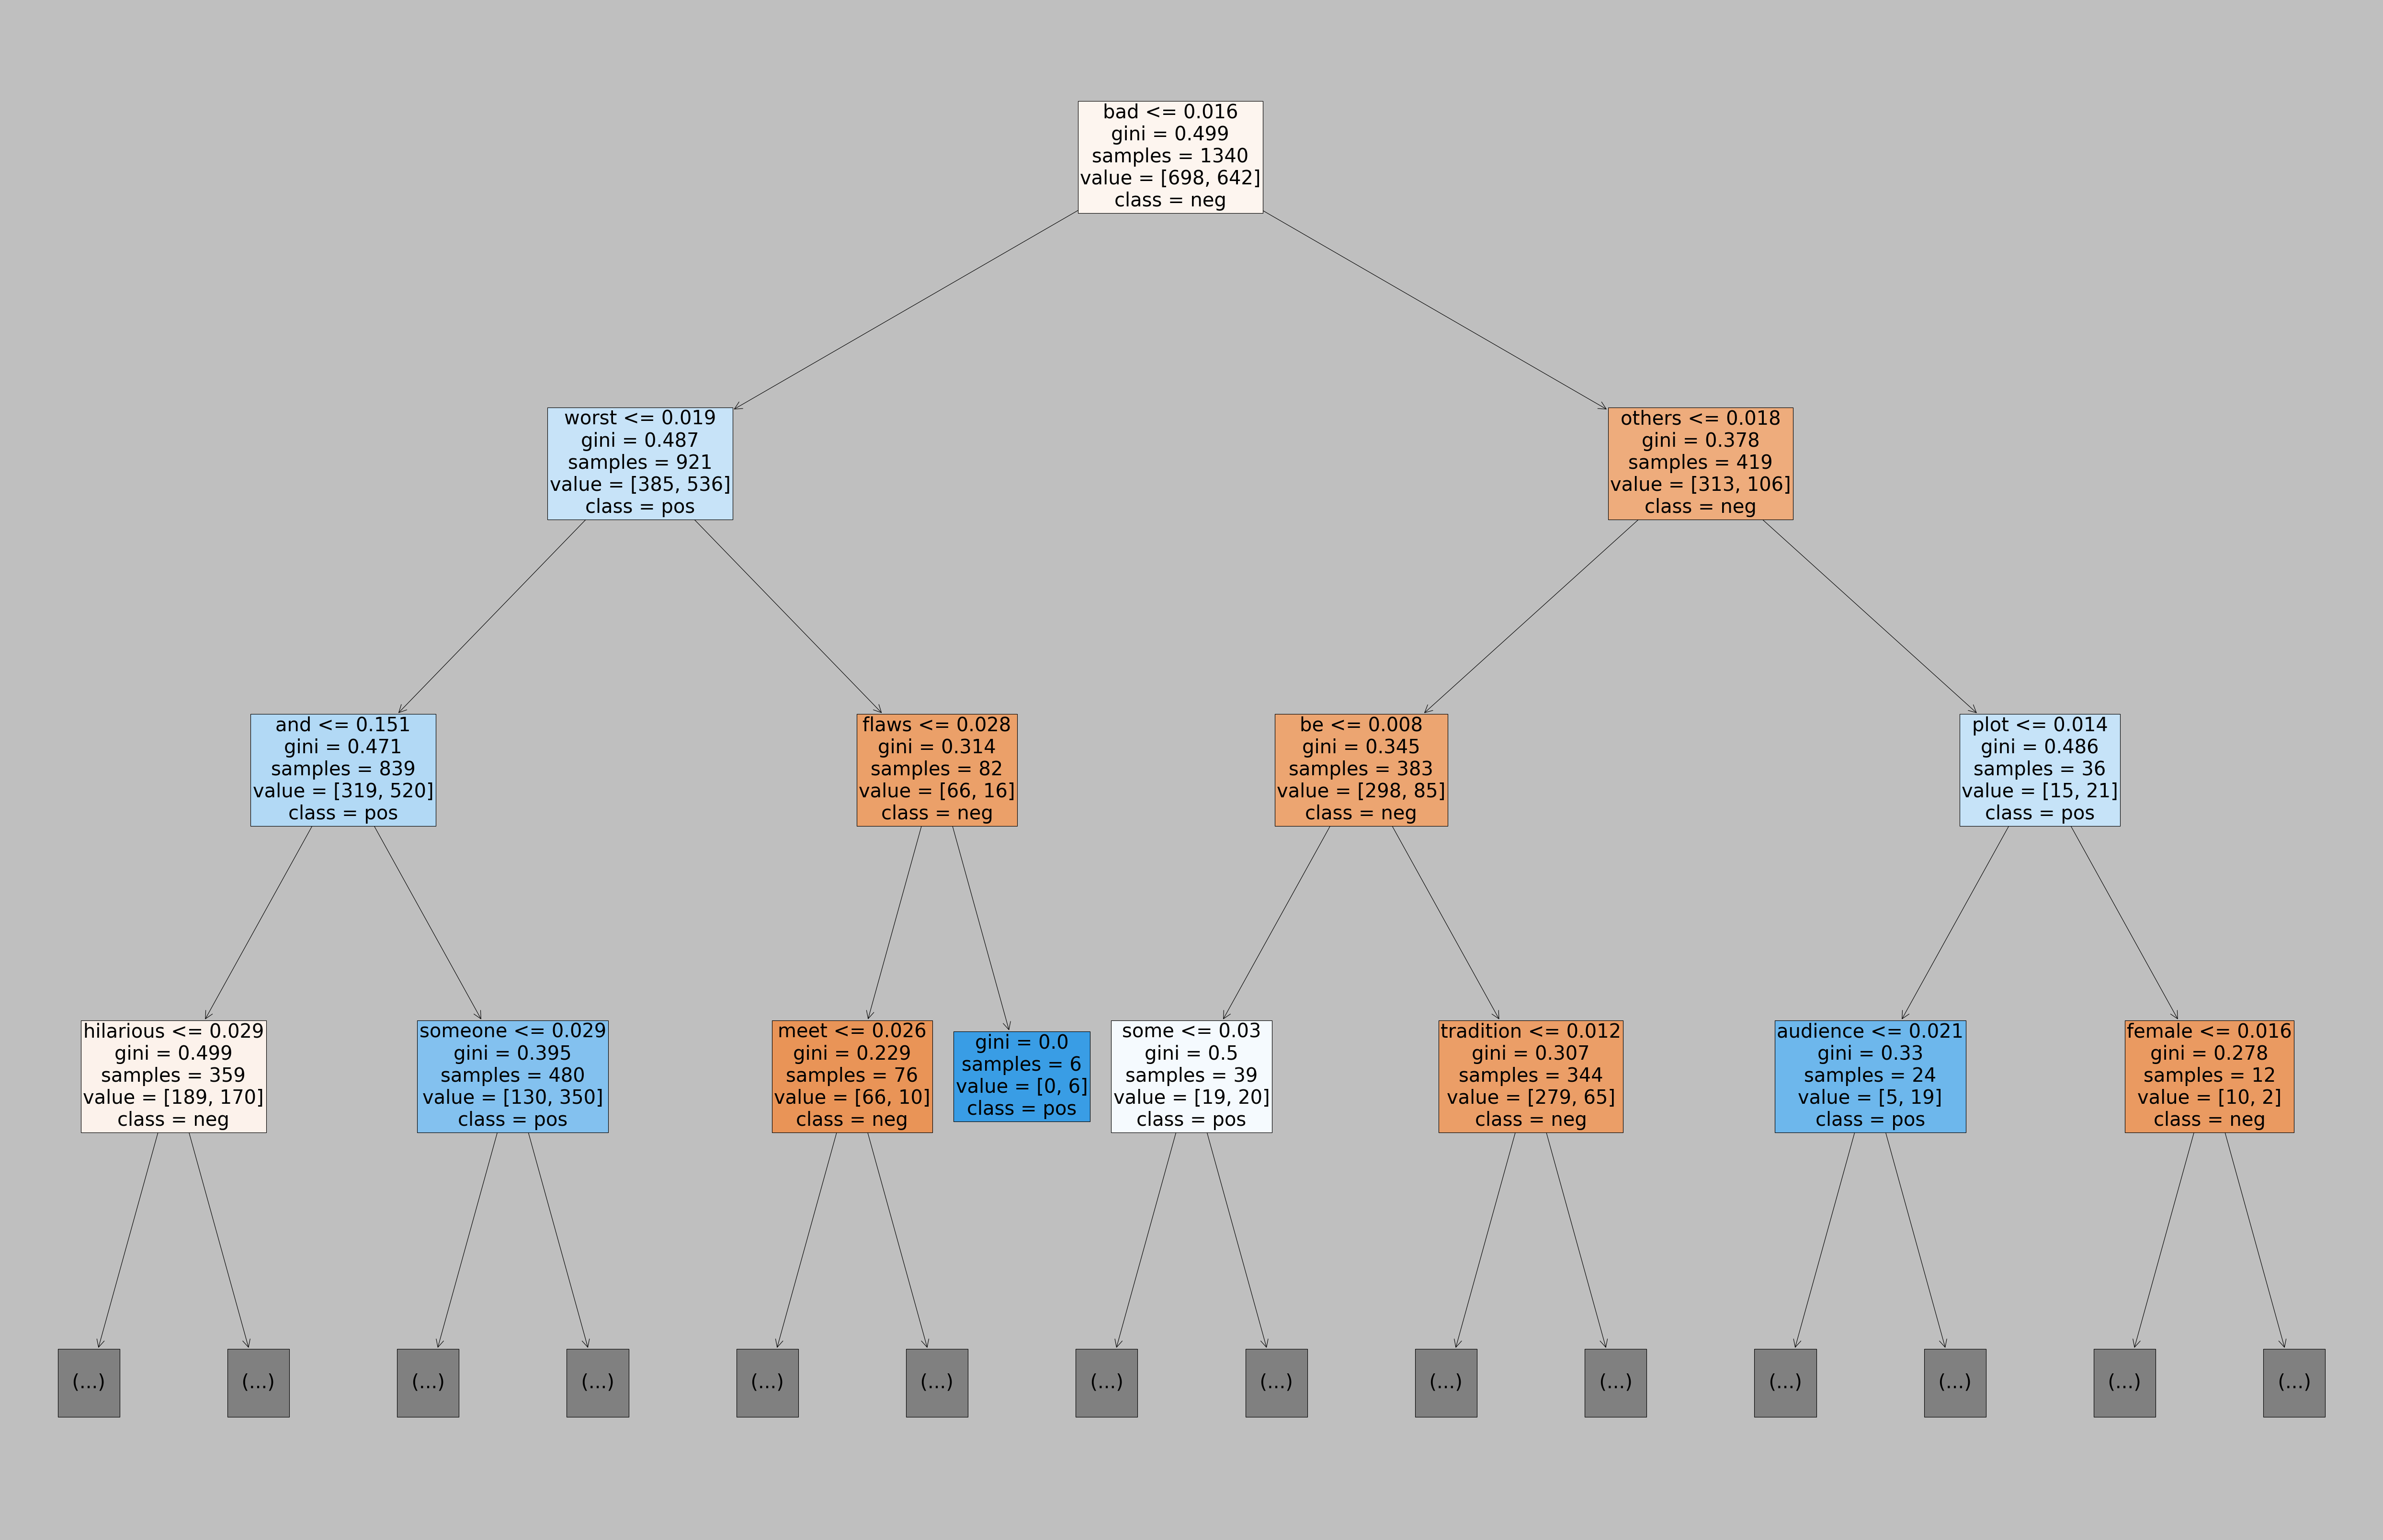 bad <= 0.016
gini = 0.499
samples = 1340
value = [698, 642]
class = neg
worst <= 0.019
gini = 0.487
samples = 921
value = [385, 536]
class = pos
others <= 0.018
gini = 0.378
samples = 419
value = [313, 106]
class = neg
and <= 0.151
gini = 0.471
samples = 839
value = [319, 520]
class = pos
flaws <= 0.028
gini = 0.314
samples = 82
value = [66, 16]
class = neg
be <= 0.008
gini = 0.345
samples = 383
value = [298, 85]
class = neg
plot <= 0.014
gini = 0.486
samples = 36
value = [15, 21]
class = pos
hilarious <= 0.029
gini = 0.499
samples = 359
value = [189, 170]
class = neg
someone <= 0.029
gini = 0.395
samples = 480
value = [130, 350]
class = pos
meet <= 0.026
gini = 0.229
samples = 76
value = [66, 10]
class = neg
gini = 0.0
samples = 6
value = [0, 6]
class = pos
some <= 0.03
gini = 0.5
samples = 39
value = [19, 20]
class = pos
tradition <= 0.012
gini = 0.307
samples = 344
value = [279, 65]
class = neg
audience <= 0.021
gini = 0.33
samples = 24
value = [5, 19]
class = pos
female <= 0.016
gini = 0.278
samples = 12
value = [10, 2]
class = neg
(...)
(...)
(...)
(...)
(...)
(...)
(...)
(...)
(...)
(...)
(...)
(...)
(...)
(...)